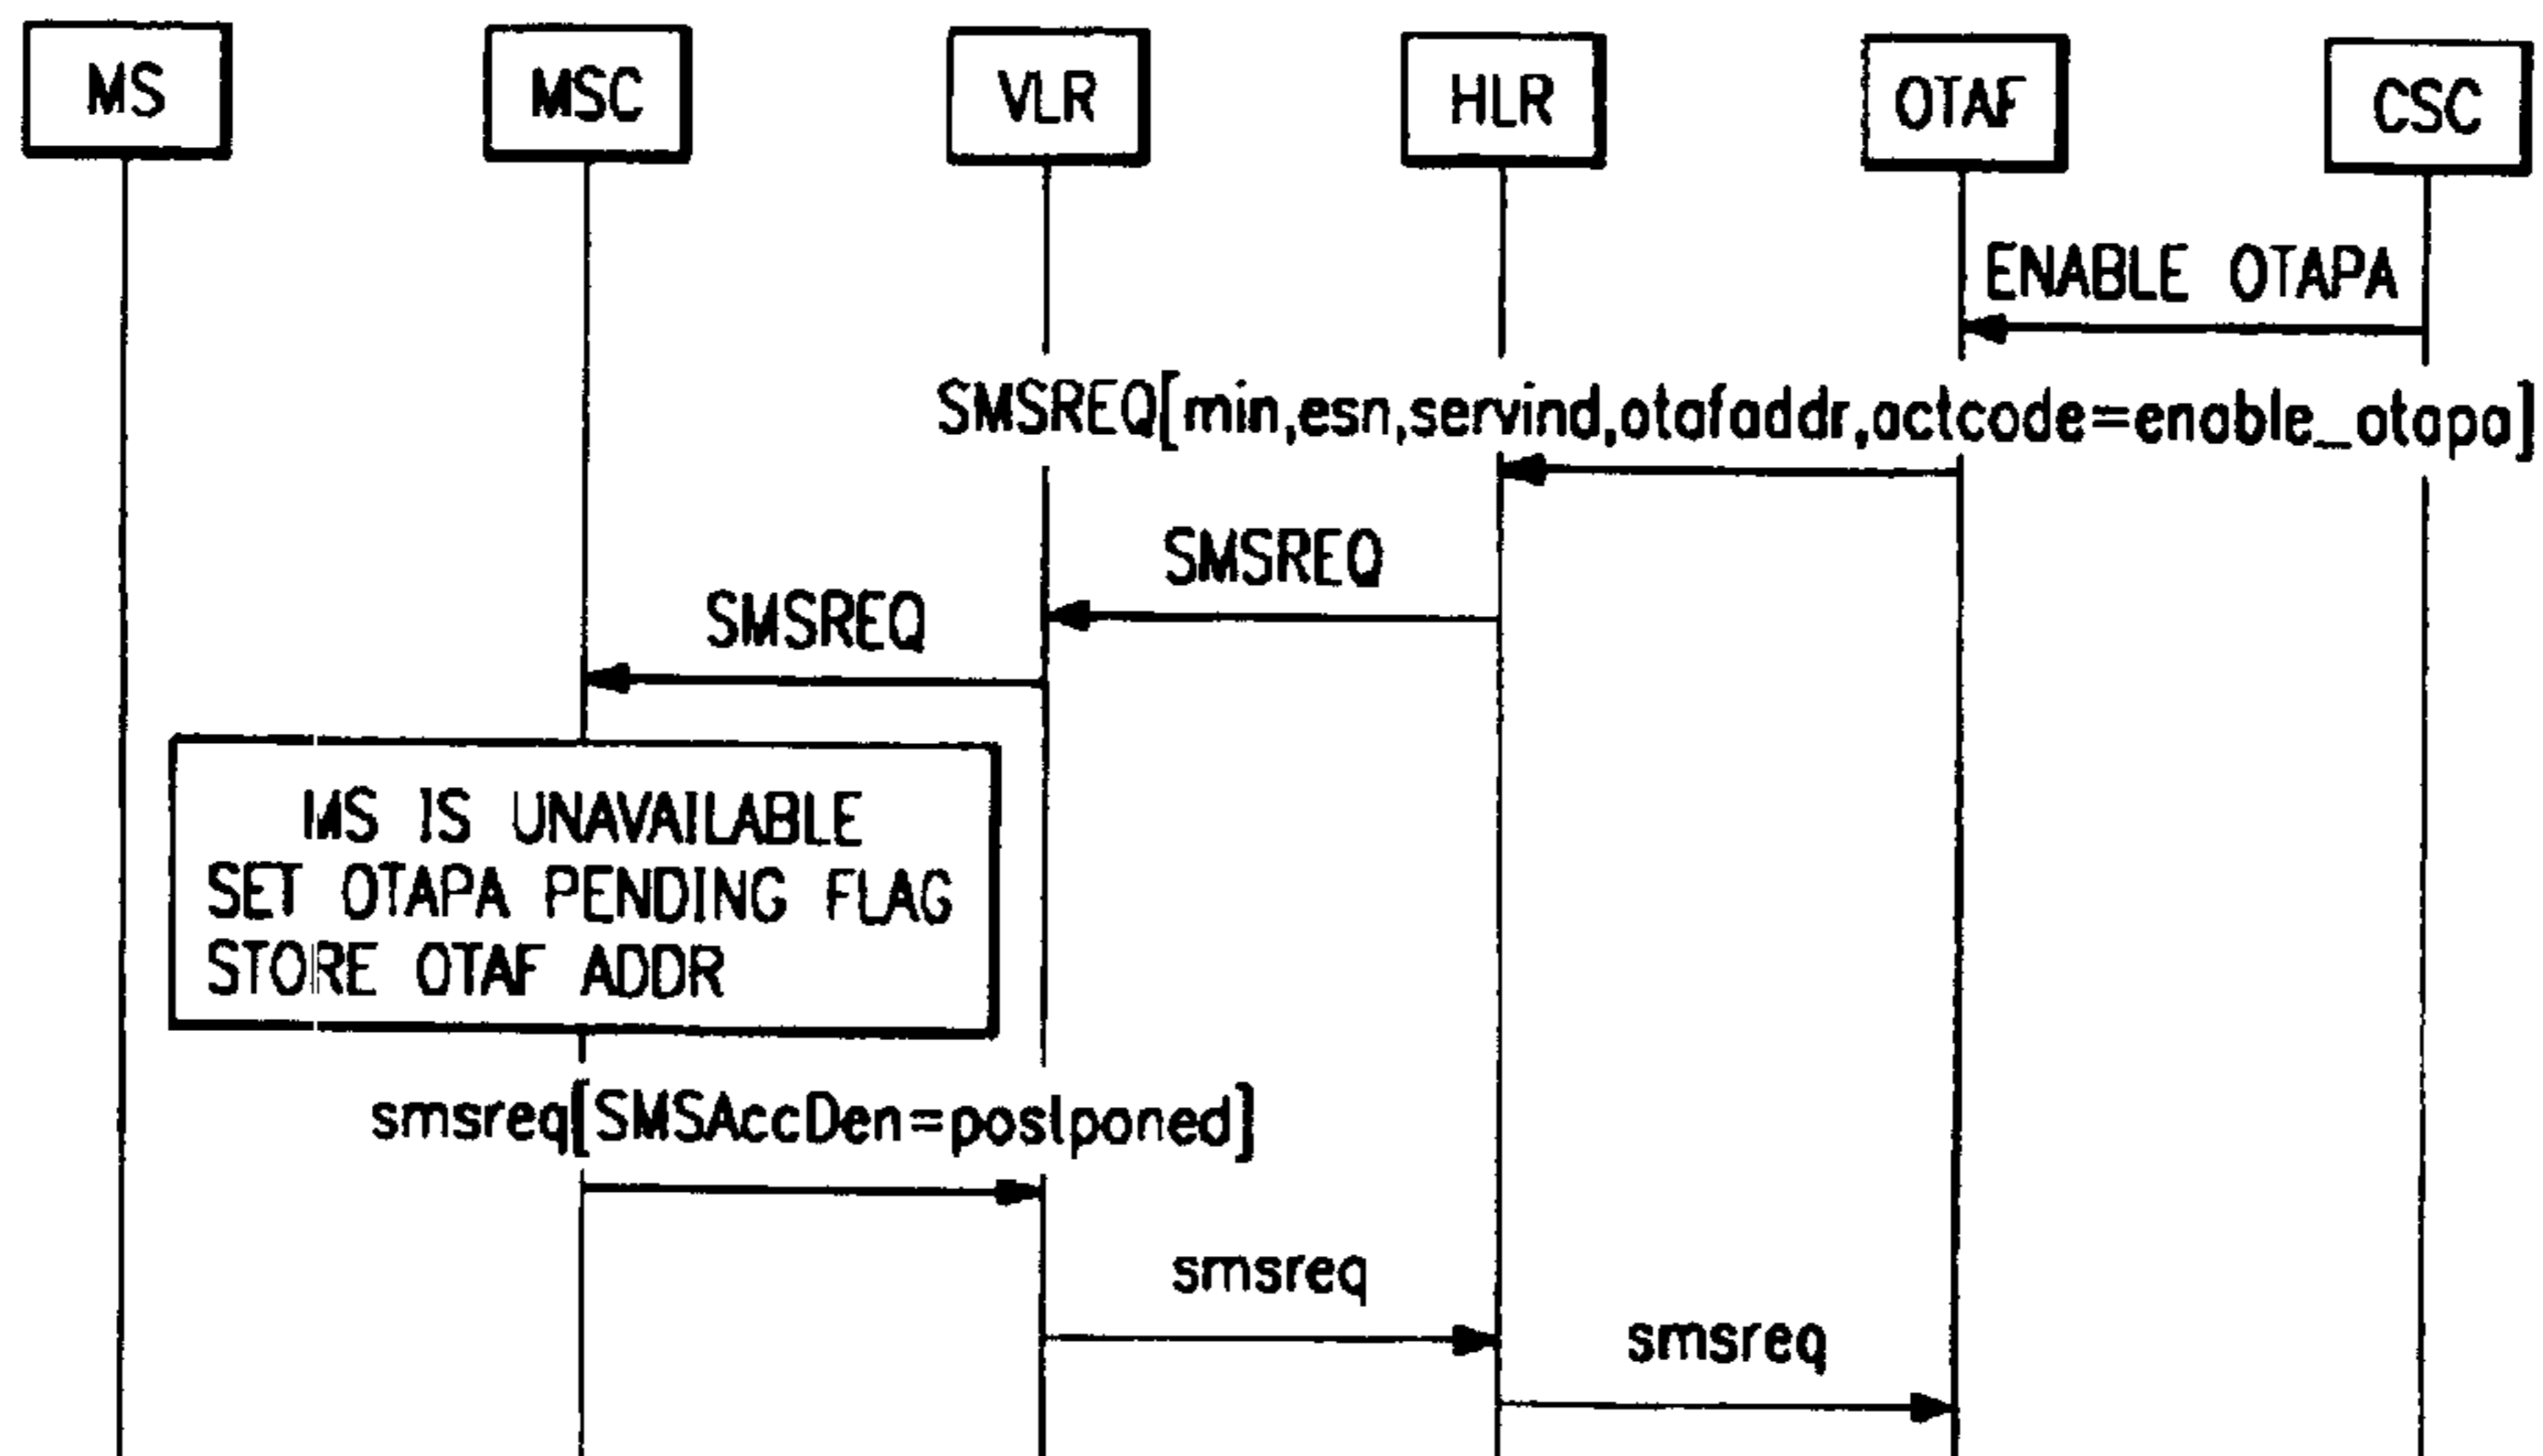 MS
MSC
VLR
HLR
OTAF
CSC
ENABLE OTAPA
SMSREQ[min,esn,servind,otafaddr,actcode=enable_otapa]
SMSREQ
SMSREQ
MS IS UNAVAILABLE
SET OTAPA PENDING FLAG
STORE OTAF ADDR
smsreq[SMSAccDen=postponed]
smsreq
smsreq